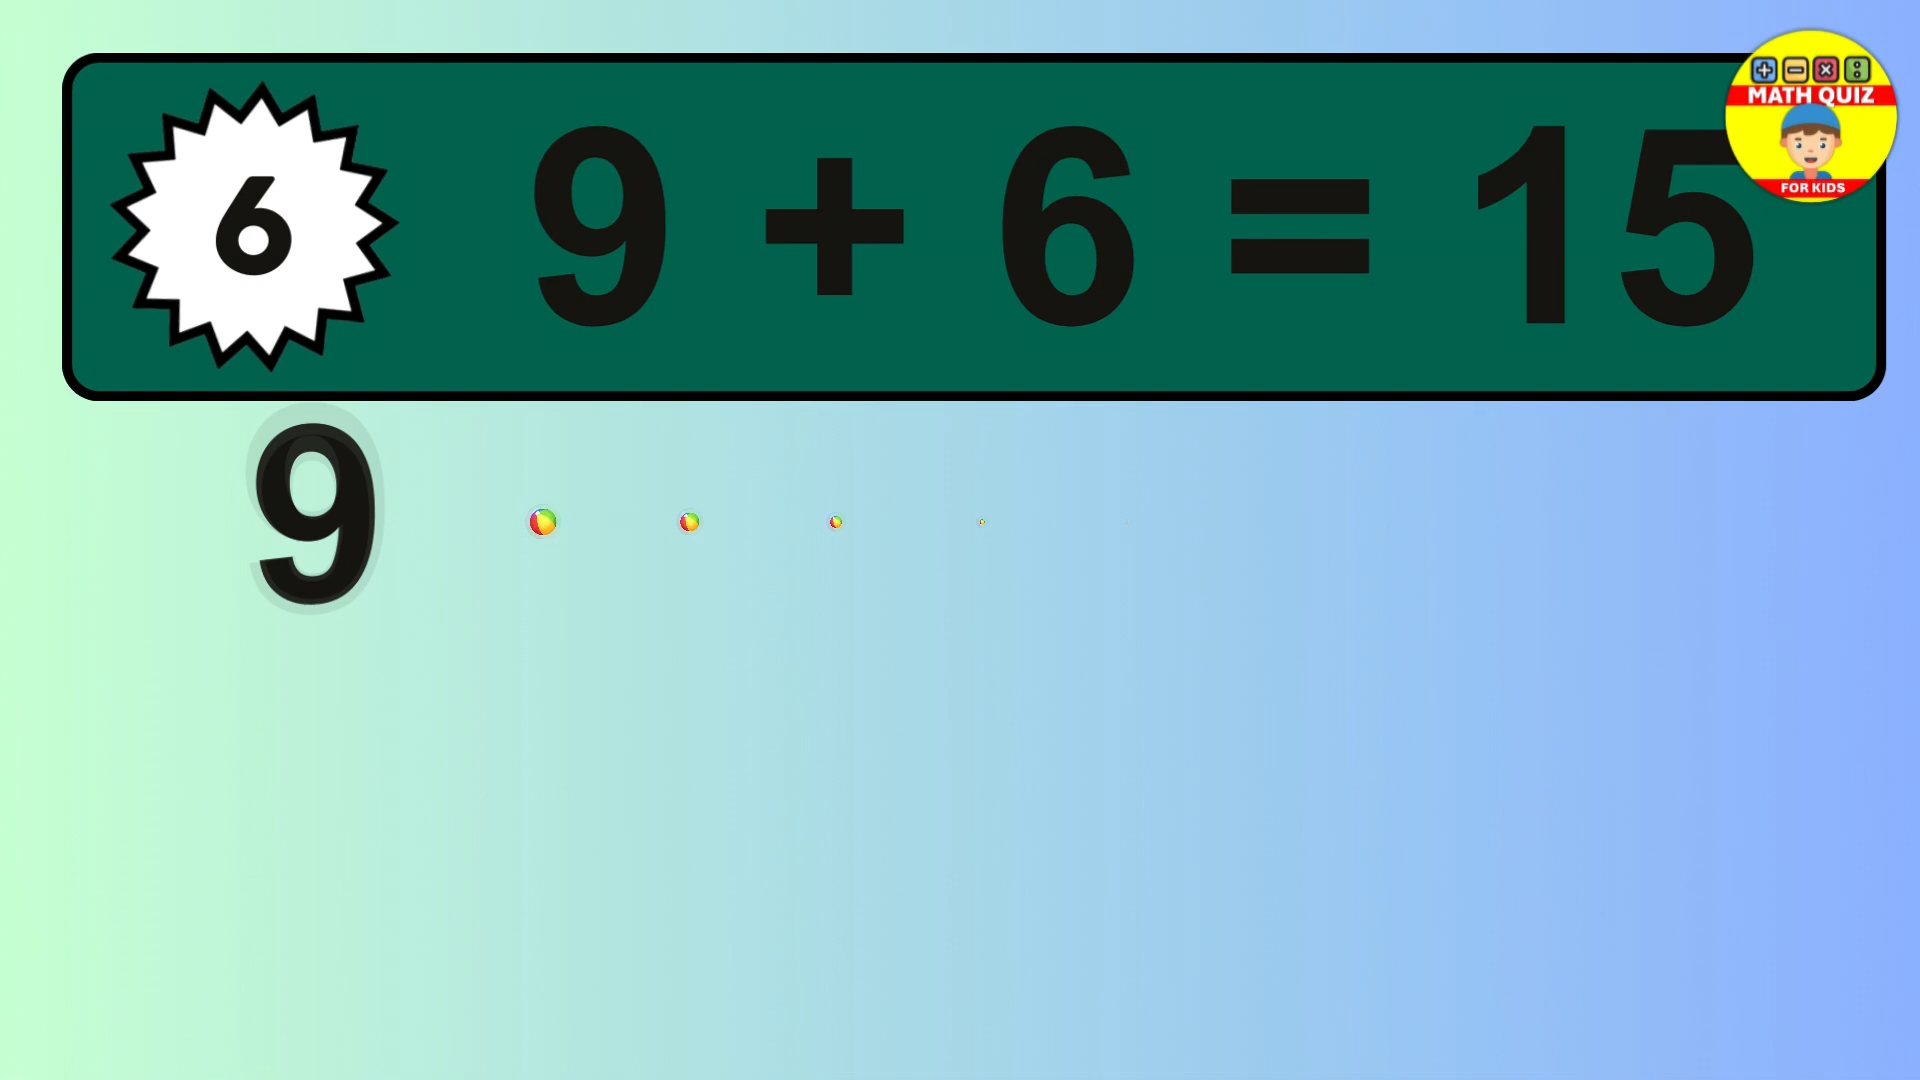 6
9 + 6 = 15
+ - × :
MATH QUIZ
FOR KIDS
9